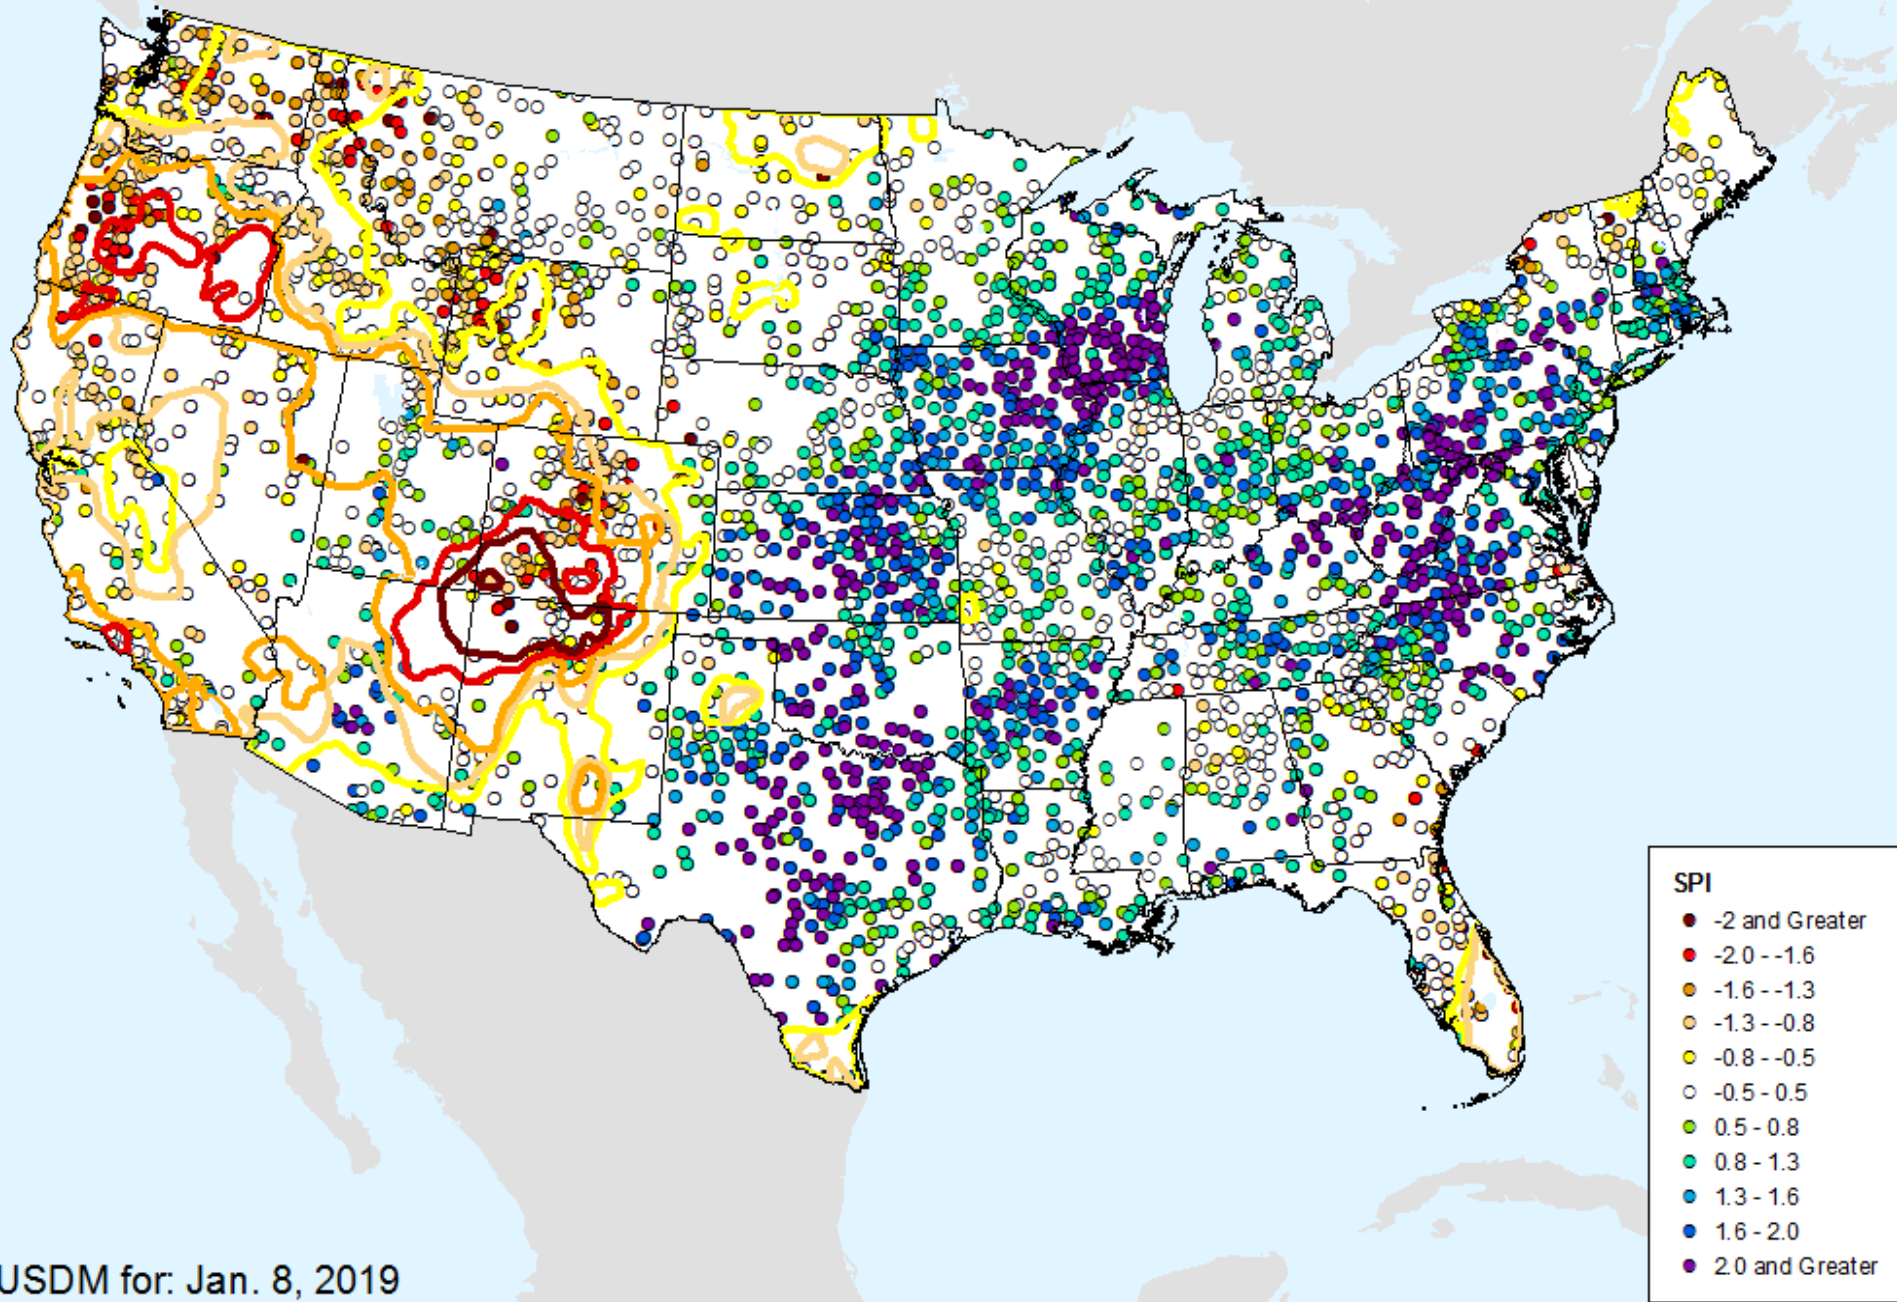 SPI
-2 and Greater
-2.0 - -1.6
-1.6 - -1.3
-1.3 - -0.8
-0.8 - -0.5
-0.5 - 0.5
0.5 - 0.8
0.8 - 1.3
1.3 - 1.6
1.6 - 2.0
2.0 and Greater
USDM for: Jan. 8, 2019